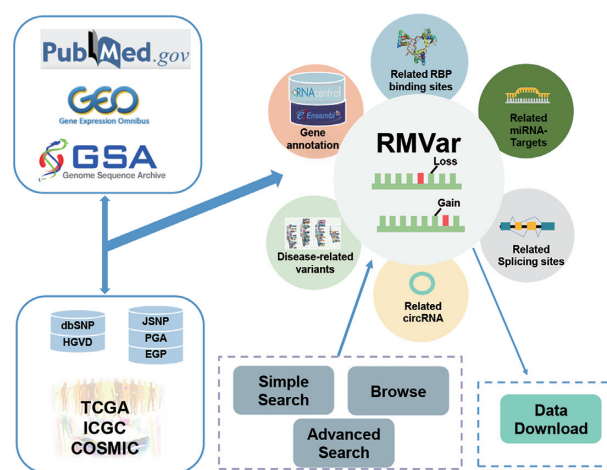 PubMed.gov
GEO
Gene Expression Omnibus
GSA
Genome Sequence Archive
dbSNP
HGVD
JSNP
PGA
EGP
TCGA
ICGC
COSMIC
Related RBP
binding sites
RNAcentral
Ensembl
Gene
annotation
Related
miRNA-
Targets
RMVar
Loss
Gain
Disease-related
variants
Related
Splicing sites
Related
circRNA
Simple
Search
Browse
Advanced
Search
Data
Download